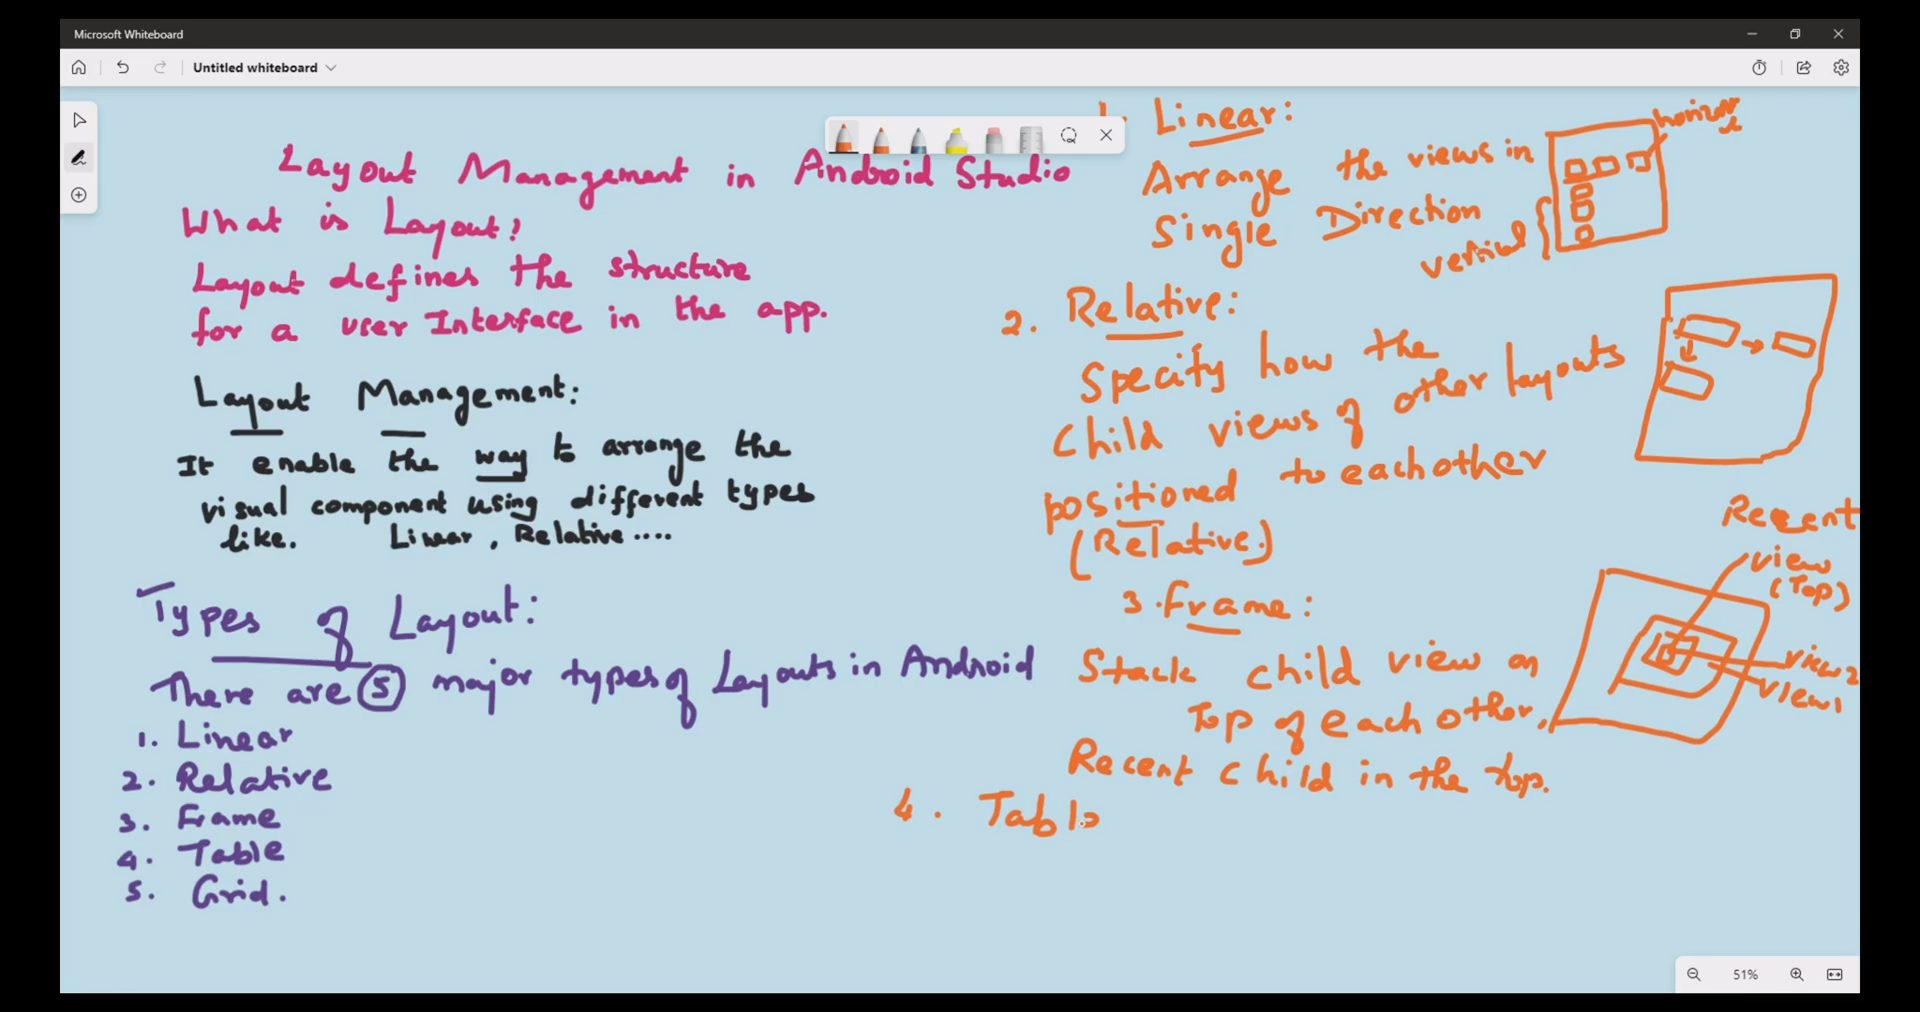 Microsoft Whiteboard
Untitled whiteboard
Layout Management in Android Studio
What is Layout?
Layout defines the structure
for a user Interface in the app.
Layout Management:
It enable the way to arrange the
visual component using different types
like. Linear, Relative....
Types of Layout:
There are 5 major types of Layouts in Android
1. Linear
2. Relative
3. Frame
4. Table
5. Grid.
Linear:
Arrange the views in
Single Direction
vertical
2. Relative:
Specify how the
child views of other layouts
positioned to each other
(Relative)
3. Frame:
Stack child view on
Top of each other,
Recent child in the top.
Recent
view
(Top)
view2
view1
4. Table
51%